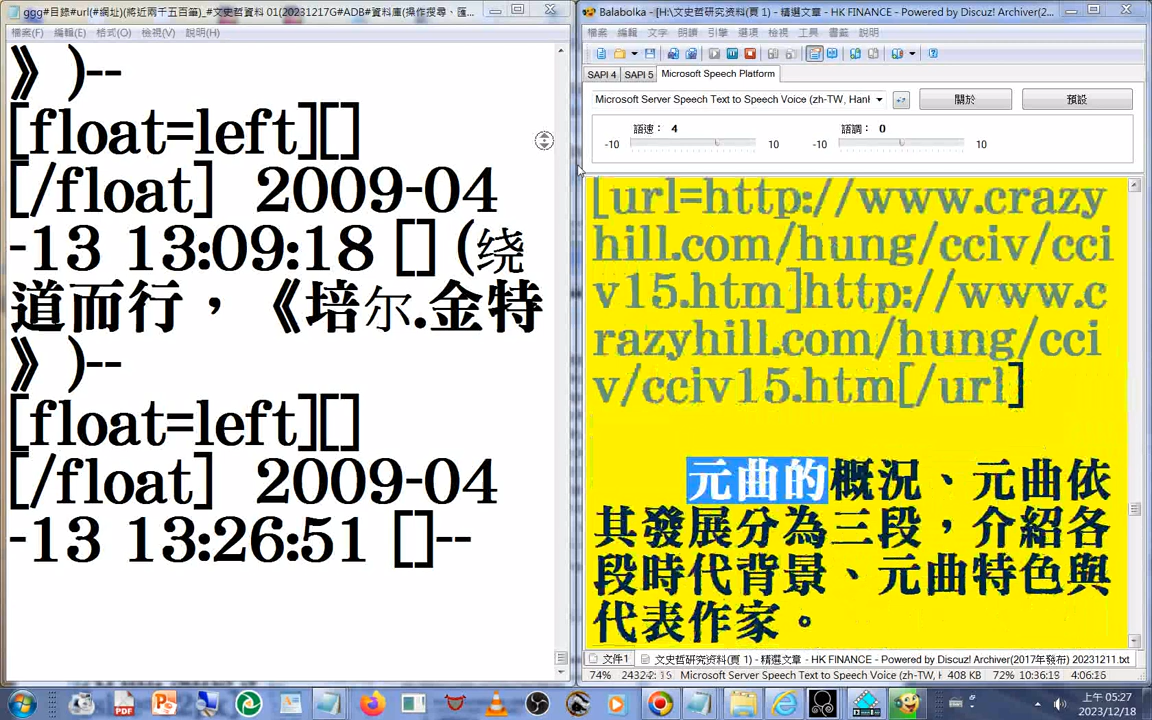 ggg#目錄#url(#網址)(將近兩千五百筆)_#文史哲資料 01(20231217G#ADB#資料庫(操作搜尋、匯...
檔案(F) 編輯(E) 格式(O) 檢視(V) 說明(H)
》)--
[float=left][]
[/float] 2009-04
-13 13:09:18 [] (绕
道而行，《培尔.金特
》)--
[float=left][]
[/float] 2009-04
-13 13:26:51 []--
Balabolka - [H:\文史哲研究资料(頁 1) - 精選文章 - HK FINANCE - Powered by Discuz! Archiver(2...
檔案 編輯 文字 朗讀 引擎 選項 檢視 工具 書籤 說明
SAPI 4 SAPI 5 Microsoft Speech Platform
Microsoft Server Speech Text to Speech Voice (zh-TW, HanH
關於 預設
語速： 4 語調： 0
-10 10 -10 10
[url=http://www.crazy
hill.com/hung/cciv/cci
v15.htm]http://www.c
razyhill.com/hung/cci
v/cciv15.htm[/url]
元曲的概況、元曲依
其發展分為三段，介紹各
段時代背景、元曲特色與
代表作家。
文件1 文史哲研究资料(頁 1) - 精選文章 - HK FINANCE - Powered by Discuz! Archiver(2017年發布) 20231211.txt
74% Microsoft Server Speech Text to Speech Voice (zh-TW, 408 KB 72% 10:36:19 4:06:15
上午 05:27
2023/12/18